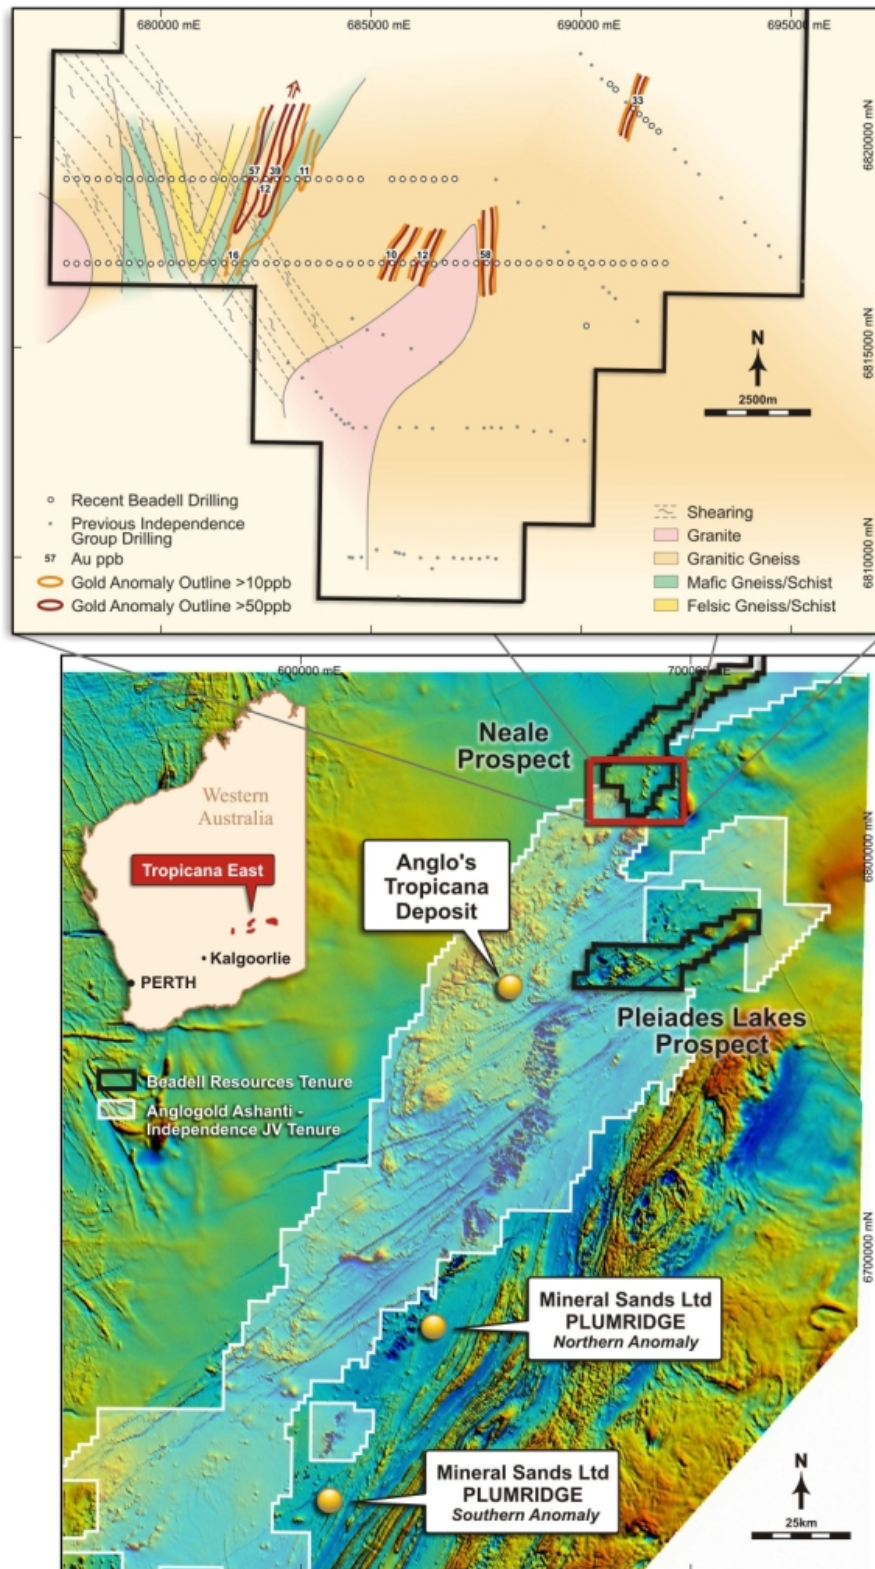 680000 mE
685000 mE
690000 mE
695000 mE
6820000 mN
6815000 mN
6810000 mN
33
57
39
12
11
16
10
12
58
N
2500m
Recent Beadell Drilling
Previous Independence
Group Drilling
57 Au ppb
Gold Anomaly Outline >10ppb
Gold Anomaly Outline >50ppb
Shearing
Granite
Granitic Gneiss
Mafic Gneiss/Schist
Felsic Gneiss/Schist
600000 mE
700000 mE
6800000 mN
6700000 mN
Neale
Prospect
Western
Australia
Tropicana East
Kalgoorlie
PERTH
Anglo's
Tropicana
Deposit
Pleiades Lakes
Prospect
Beadell Resources Tenure
Anglogold Ashanti -
Independence JV Tenure
Mineral Sands Ltd
PLUMRIDGE
Northern Anomaly
Mineral Sands Ltd
PLUMRIDGE
Southern Anomaly
N
25km